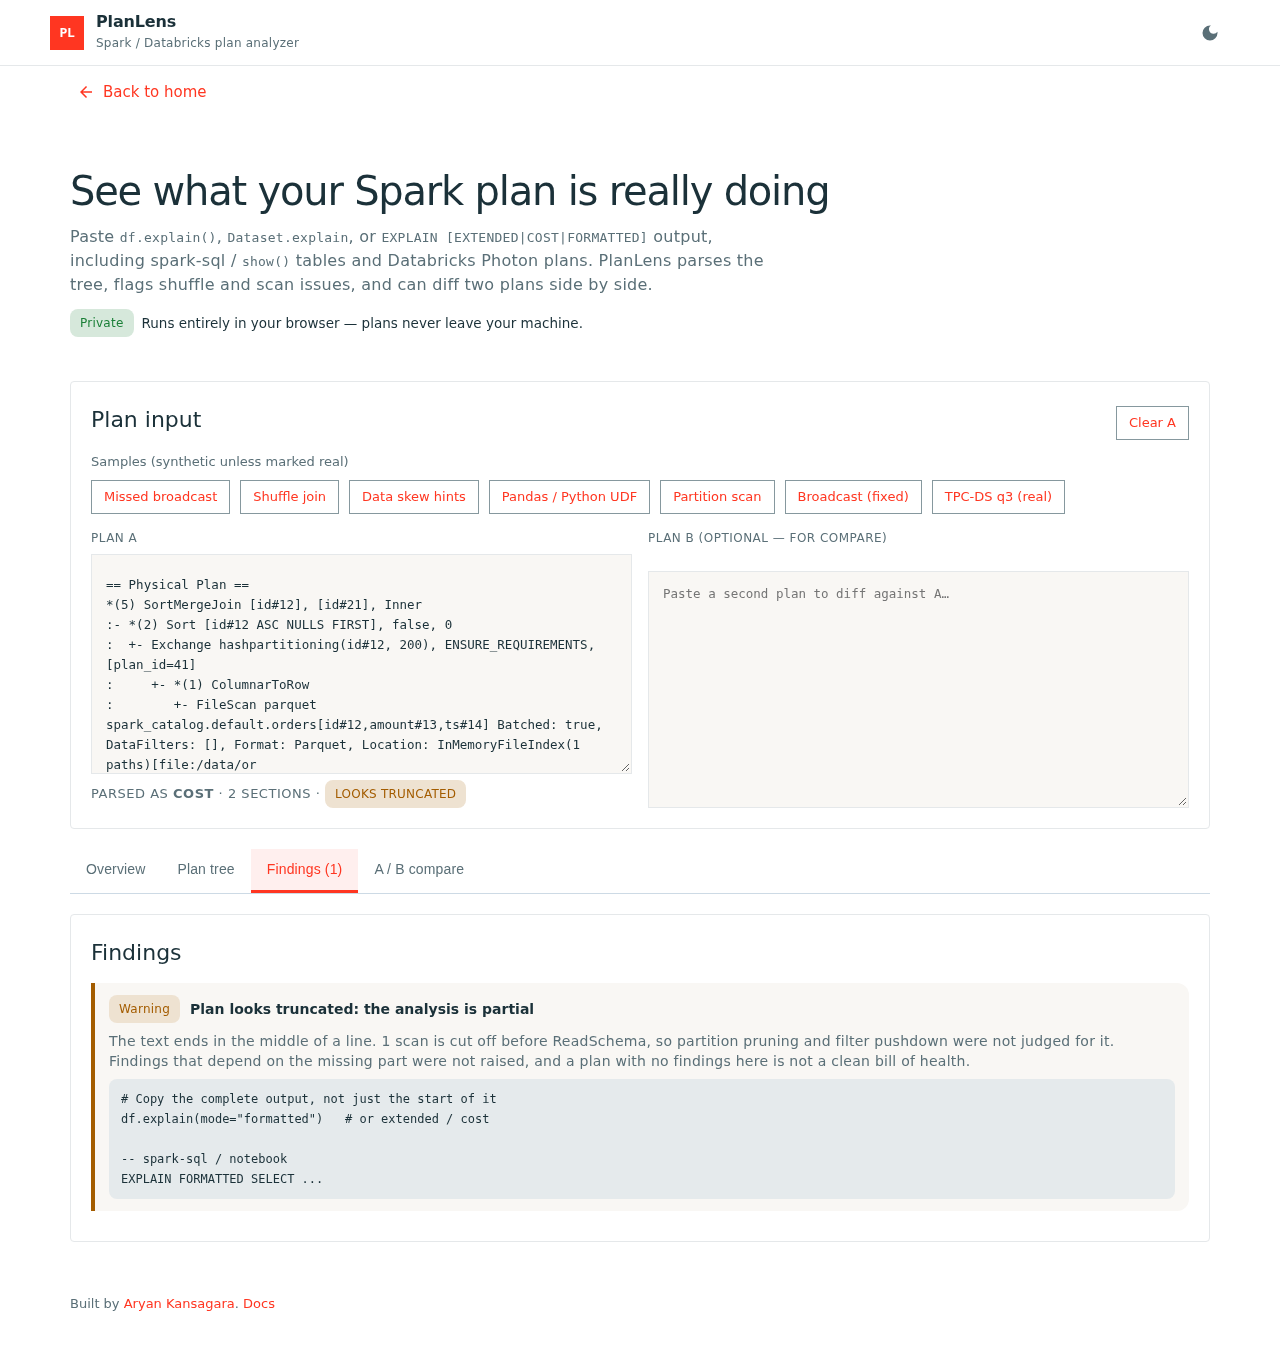 PL
PlanLens
Spark / Databricks plan analyzer
← Back to home
See what your Spark plan is really doing
Paste df.explain(), Dataset.explain, or EXPLAIN [EXTENDED|COST|FORMATTED] output,
including spark-sql / show() tables and Databricks Photon plans. PlanLens parses the
tree, flags shuffle and scan issues, and can diff two plans side by side.
Private Runs entirely in your browser — plans never leave your machine.
Plan input
Clear A
Samples (synthetic unless marked real)
Missed broadcast Shuffle join Data skew hints Pandas / Python UDF Partition scan Broadcast (fixed) TPC-DS q3 (real)
PLAN A
== Physical Plan ==
*(5) SortMergeJoin [id#12], [id#21], Inner
:- *(2) Sort [id#12 ASC NULLS FIRST], false, 0
:  +- Exchange hashpartitioning(id#12, 200), ENSURE_REQUIREMENTS,
[plan_id=41]
:     +- *(1) ColumnarToRow
:        +- FileScan parquet
spark_catalog.default.orders[id#12,amount#13,ts#14] Batched: true,
DataFilters: [], Format: Parquet, Location: InMemoryFileIndex(1
paths)[file:/data/or
PARSED AS COST · 2 SECTIONS · LOOKS TRUNCATED
PLAN B (OPTIONAL — FOR COMPARE)
Paste a second plan to diff against A…
Overview Plan tree Findings (1) A / B compare
Findings
Warning Plan looks truncated: the analysis is partial
The text ends in the middle of a line. 1 scan is cut off before ReadSchema, so partition pruning and filter pushdown were not judged for it.
Findings that depend on the missing part were not raised, and a plan with no findings here is not a clean bill of health.
# Copy the complete output, not just the start of it
df.explain(mode="formatted")   # or extended / cost
-- spark-sql / notebook
EXPLAIN FORMATTED SELECT ...
Built by Aryan Kansagara. Docs